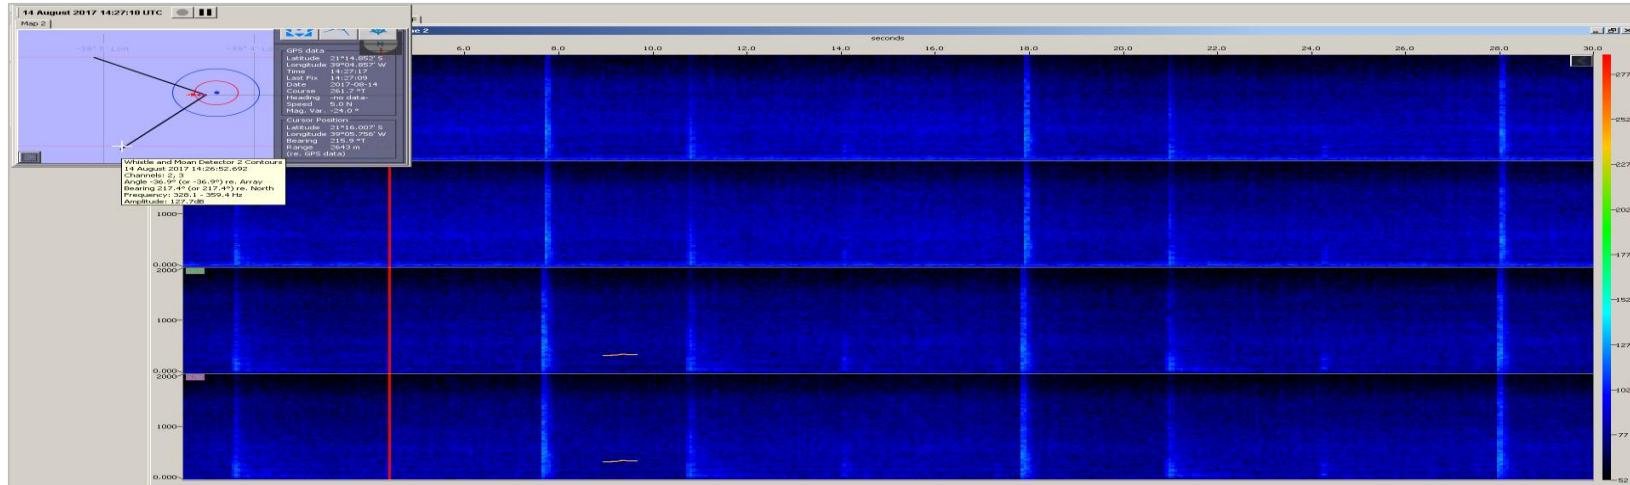 14 August 2017 14:27:18 UTC
Map 2
GPS data
Latitude 21°14.852' S
Longitude 39°04.857' W
Time 14:27:17
Last Fix 14:27:09
Date 2017-08-14
Course 261.7 °T
Heading -no data-
Speed 5.0 N
Mag. Var. -24.0 °
Cursor Position
Latitude 21°16.007' S
Longitude 39°05.756' W
Bearing 215.9 °T
Range 2643 m
(re. GPS data)
Whistle and Moan Detector 2 Contours
14 August 2017 14:26:52.692
Channels: 2, 3
Angle -36.9° (or -36.9°) re. Array
Bearing 217.4° (or 217.4°) re. North
Frequency: 328.1 - 359.4 Hz
Amplitude: 127.7dB
seconds
6.0 8.0 10.0 12.0 14.0 16.0 18.0 20.0 22.0 24.0 26.0 28.0 30.0
1000
0.000
2000
1000
0.000
2000
1000
0.000
277
252
227
202
177
152
127
102
77
52